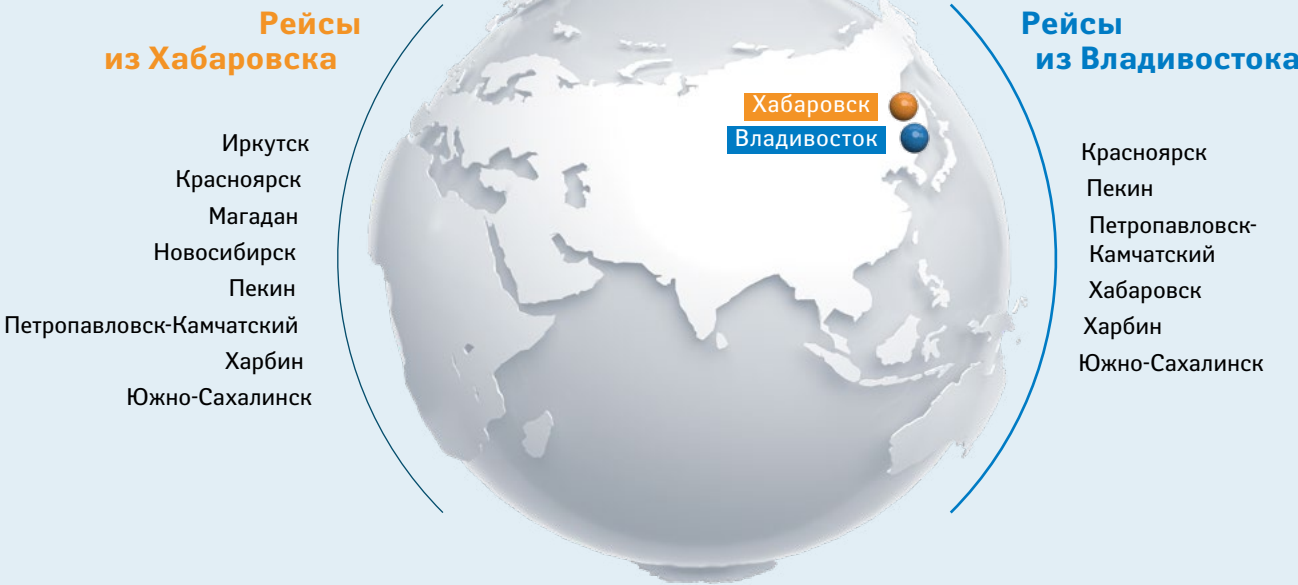 Рейсы
из Хабаровска
Иркутск
Красноярск
Магадан
Новосибирск
Пекин
Петропавловск-Камчатский
Харбин
Южно-Сахалинск
Хабаровск
Владивосток
Рейсы
из Владивостока
Красноярск
Пекин
Петропавловск-
Камчатский
Хабаровск
Харбин
Южно-Сахалинск